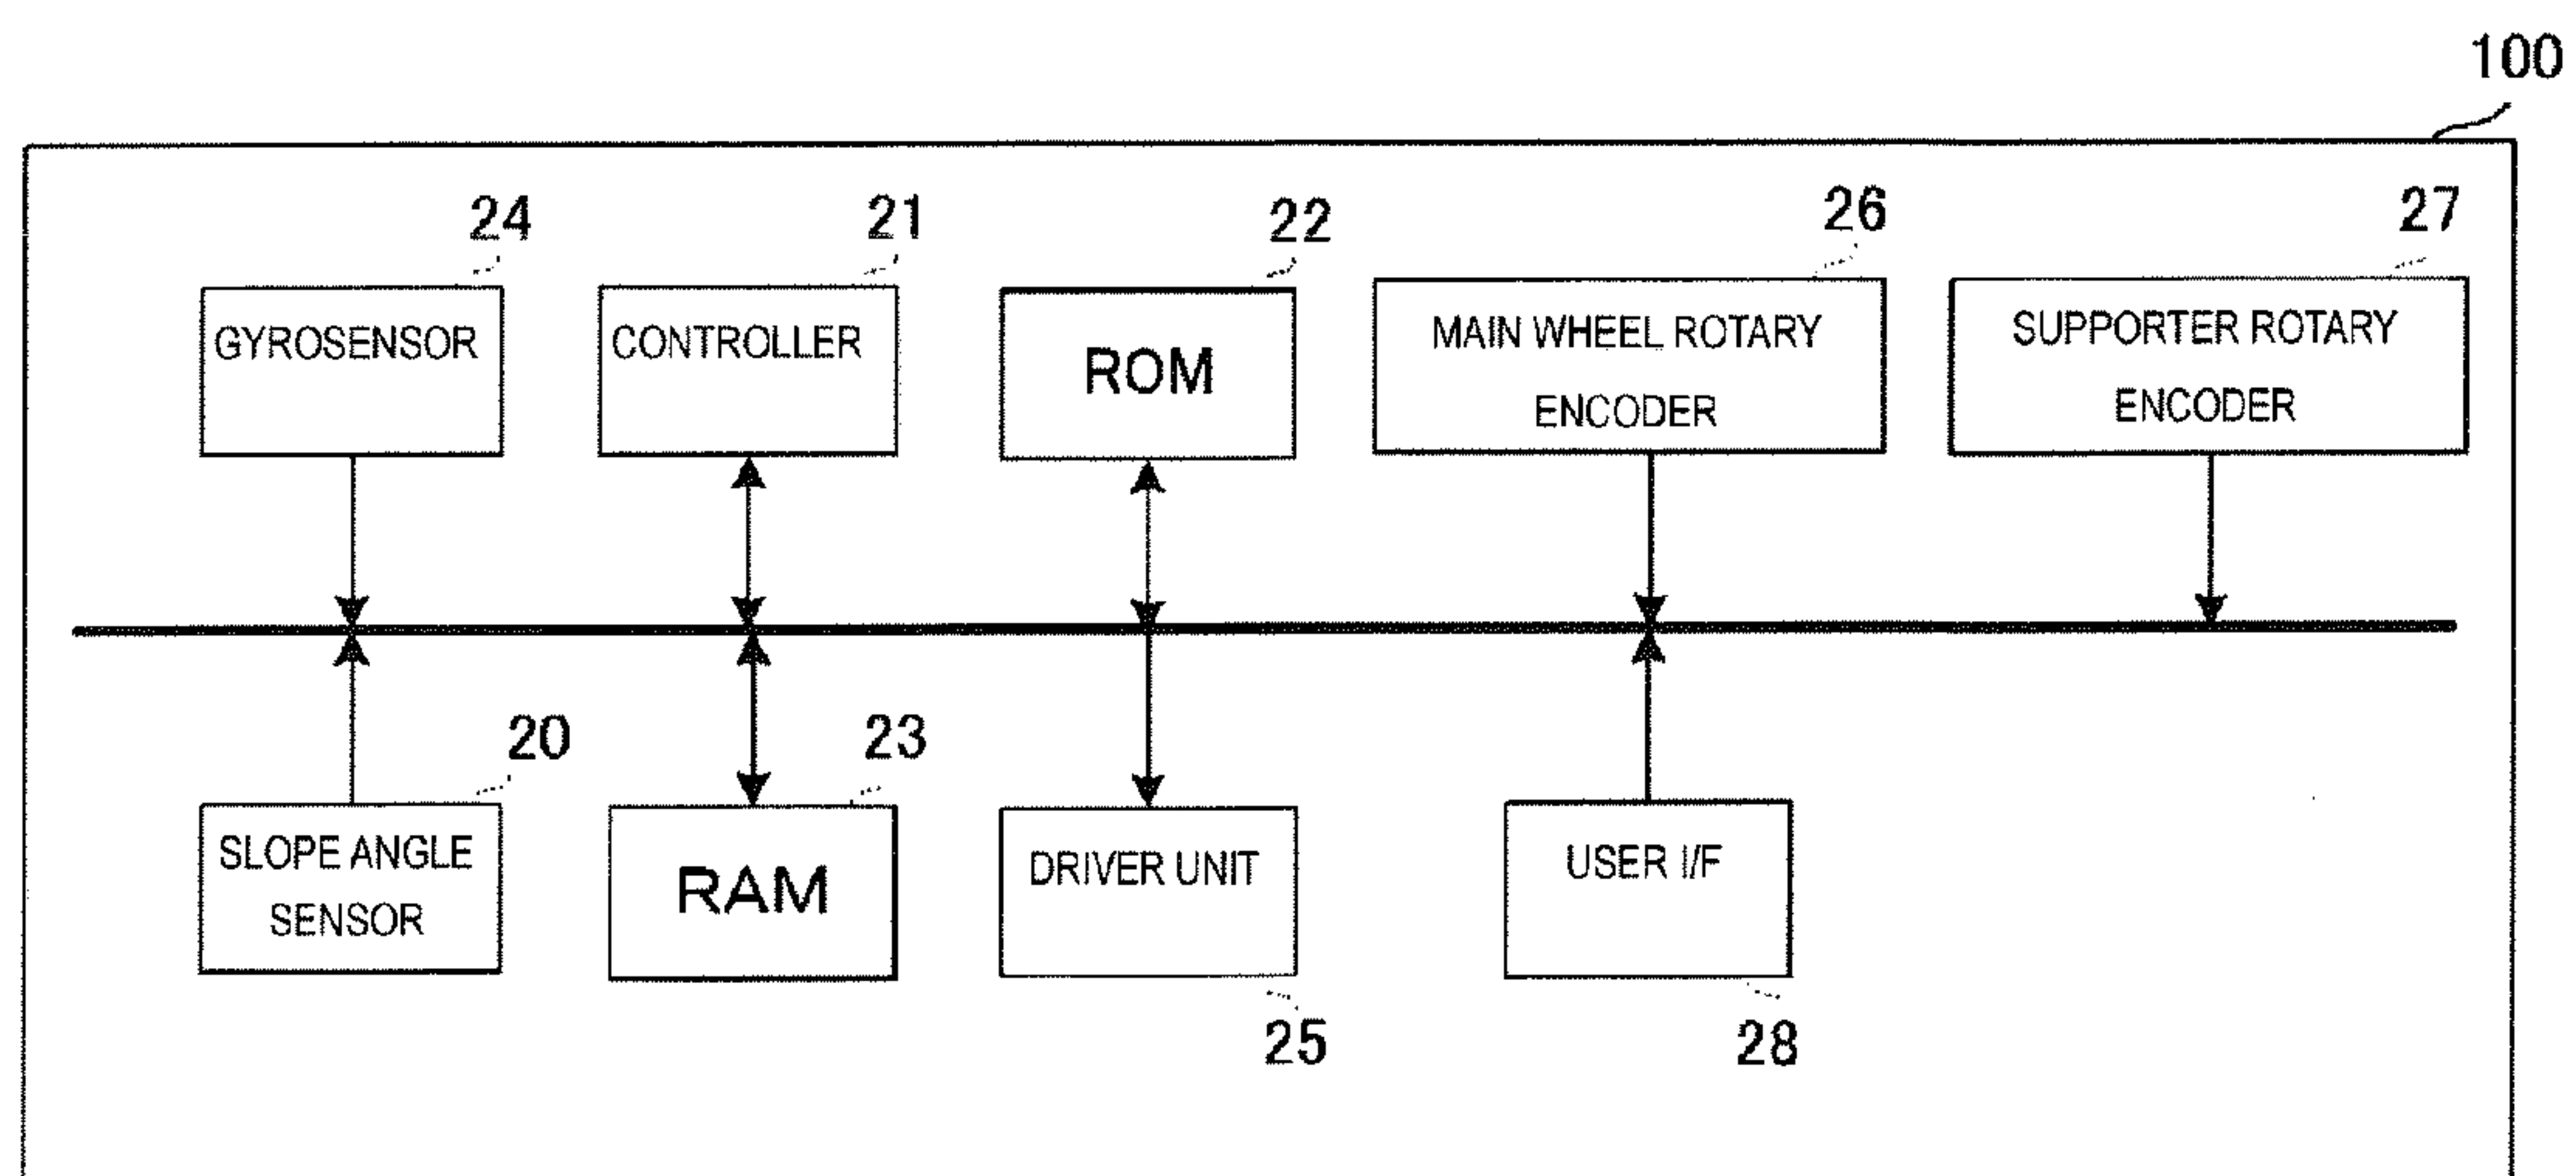 100
24
21
22
26
27
GYROSENSOR
CONTROLLER
ROM
MAIN WHEEL ROTARY
ENCODER
SUPPORTER ROTARY
ENCODER
20
23
SLOPE ANGLE
SENSOR
RAM
DRIVER UNIT
USER I/F
25
28